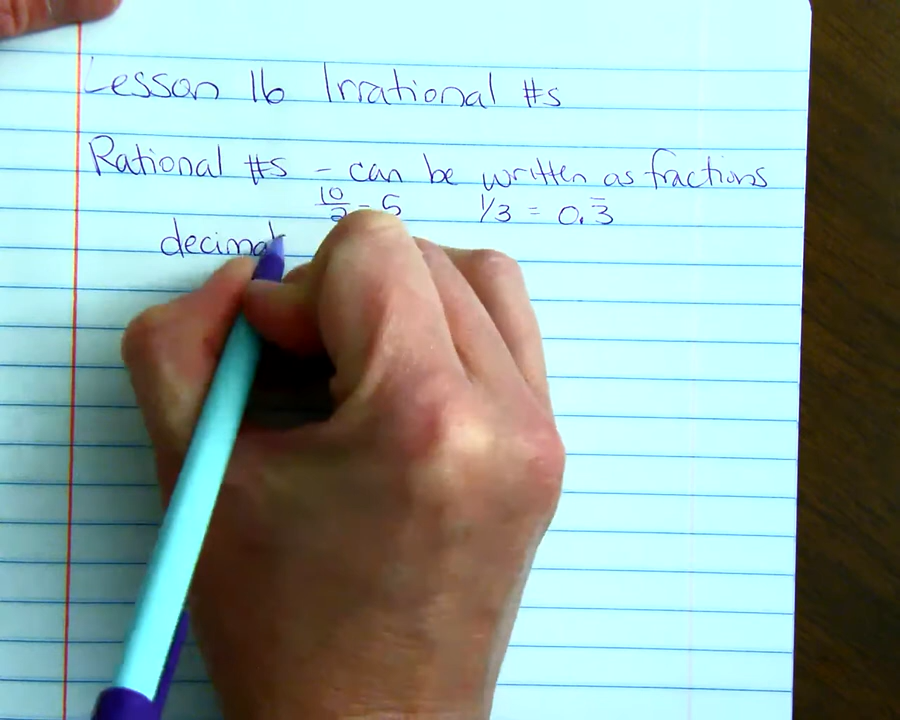 Lesson 16 Irrational #s
Rational #s - can be written as fractions
10/2 = 5 1/3 = 0.3̅
decimal